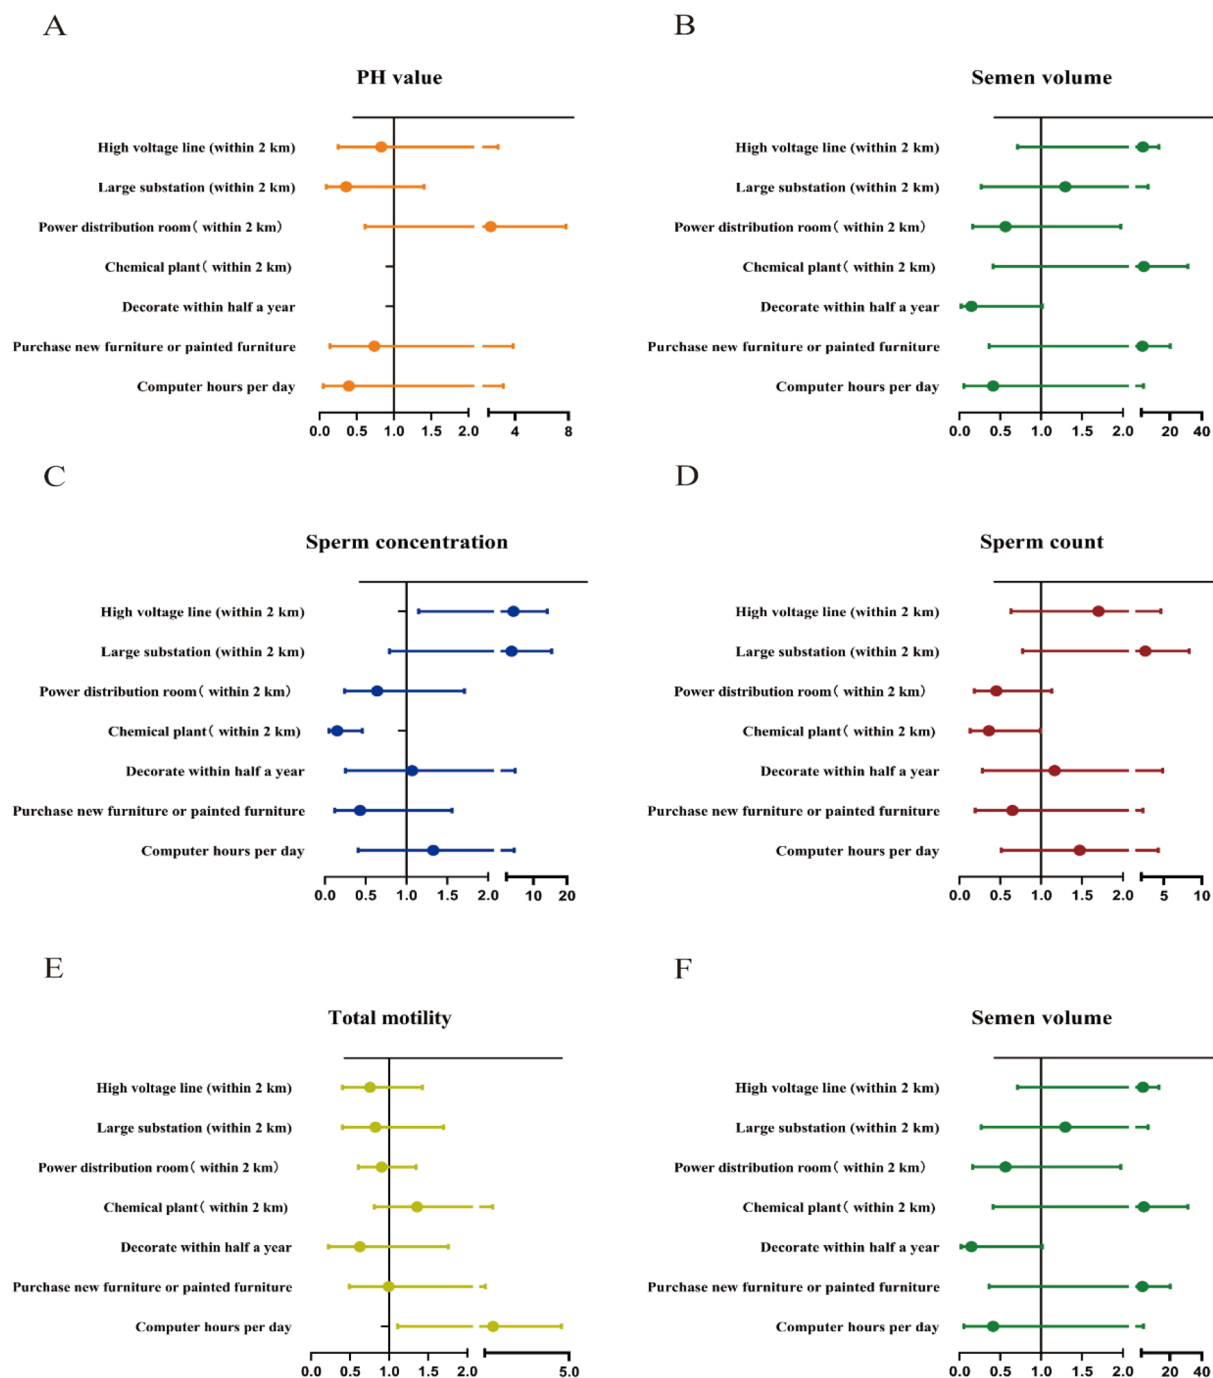 A
PH value
High voltage line (within 2 km)
Large substation (within 2 km)
Power distribution room( within 2 km)
Chemical plant( within 2 km)
Decorate within half a year
Purchase new furniture or painted furniture
Computer hours per day
0.0 0.5 1.0 1.5 2.0 4 8
B
Semen volume
High voltage line (within 2 km)
Large substation (within 2 km)
Power distribution room( within 2 km)
Chemical plant( within 2 km)
Decorate within half a year
Purchase new furniture or painted furniture
Computer hours per day
0.0 0.5 1.0 1.5 2.0 20 40
C
Sperm concentration
High voltage line (within 2 km)
Large substation (within 2 km)
Power distribution room( within 2 km)
Chemical plant( within 2 km)
Decorate within half a year
Purchase new furniture or painted furniture
Computer hours per day
0.0 0.5 1.0 1.5 2.0 10 20
D
Sperm count
High voltage line (within 2 km)
Large substation (within 2 km)
Power distribution room( within 2 km)
Chemical plant( within 2 km)
Decorate within half a year
Purchase new furniture or painted furniture
Computer hours per day
0.0 0.5 1.0 1.5 2.0 5 10
E
Total motility
High voltage line (within 2 km)
Large substation (within 2 km)
Power distribution room( within 2 km)
Chemical plant( within 2 km)
Decorate within half a year
Purchase new furniture or painted furniture
Computer hours per day
0.0 0.5 1.0 1.5 2.0 5.0
F
Semen volume
High voltage line (within 2 km)
Large substation (within 2 km)
Power distribution room( within 2 km)
Chemical plant( within 2 km)
Decorate within half a year
Purchase new furniture or painted furniture
Computer hours per day
0.0 0.5 1.0 1.5 2.0 20 40